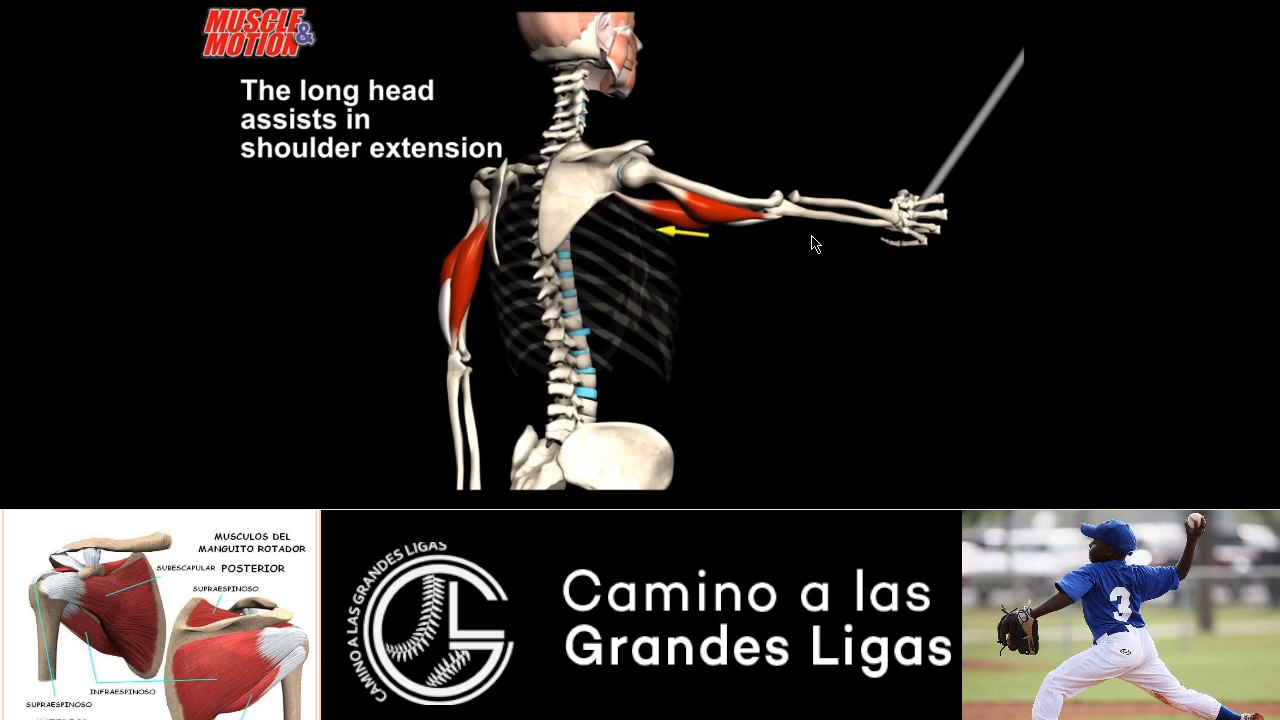 MUSCLE
& MOTION
The long head
assists in
shoulder extension
MUSCULOS DEL
MANGUITO ROTADOR
SUBESCAPULAR POSTERIOR
SUPRAESPINOSO
INFRAESPINOSO
SUPRAESPINOSO
CAMINO A LAS GRANDES LIGAS
GL
Camino a las
Grandes Ligas
3